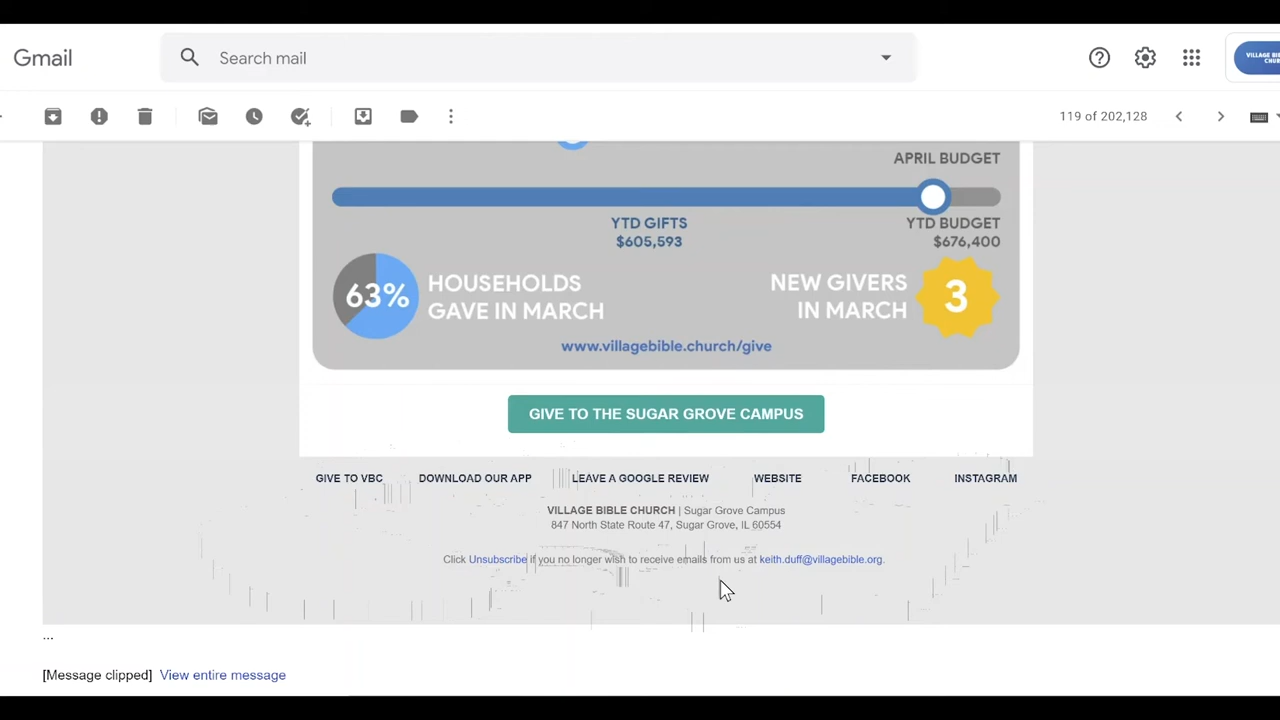 Gmail
Search mail
VILLAGE BIBLE
119 of 202,128
APRIL BUDGET
YTD GIFTS
$605,593
YTD BUDGET
$676,400
63%
HOUSEHOLDS
GAVE IN MARCH
NEW GIVERS
IN MARCH
3
www.villagebible.church/give
GIVE TO THE SUGAR GROVE CAMPUS
GIVE TO VBC DOWNLOAD OUR APP LEAVE A GOOGLE REVIEW WEBSITE FACEBOOK INSTAGRAM
VILLAGE BIBLE CHURCH | Sugar Grove Campus
847 North State Route 47, Sugar Grove, IL 60554
Click Unsubscribe if you no longer wish to receive emails from us at keith.duff@villagebible.org.
...
[Message clipped] View entire message